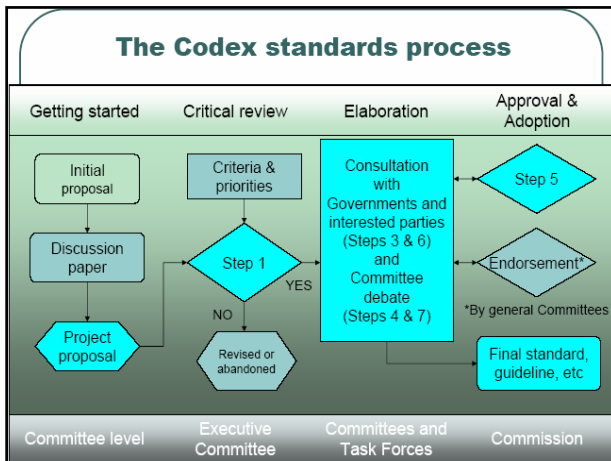 The Codex standards process
Getting started
Critical review
Elaboration
Approval &
Adoption
Initial
proposal
Discussion
paper
Project
proposal
Criteria &
priorities
Step 1
YES
NO
Revised or
abandoned
Consultation
with
Governments and
interested parties
(Steps 3 & 6)
and
Committee
debate
(Steps 4 & 7)
Step 5
Endorsement*
*By general Committees
Final standard,
guideline, etc
Committee level
Executive
Committee
Committees and
Task Forces
Commission